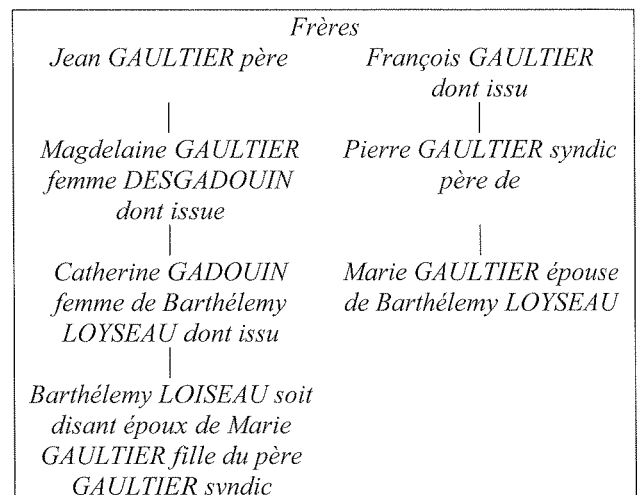 Frères
Jean GAULTIER père
François GAULTIER
dont issu
Magdelaine GAULTIER
femme DESGADOUIN
dont issue
Pierre GAULTIER syndic
père de
Catherine GADOUIN
femme de Barthélemy
LOYSEAU dont issu
Marie GAULTIER épouse
de Barthélemy LOYSEAU
Barthélemy LOISEAU soit
disant époux de Marie
GAULTIER fille du père
GAULTIER syndic